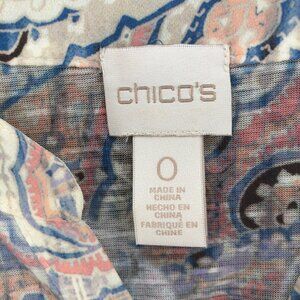 chico's
0
MADE IN
CHINA
HECHO EN
CHINA
FABRIQUÉ EN
CHINE